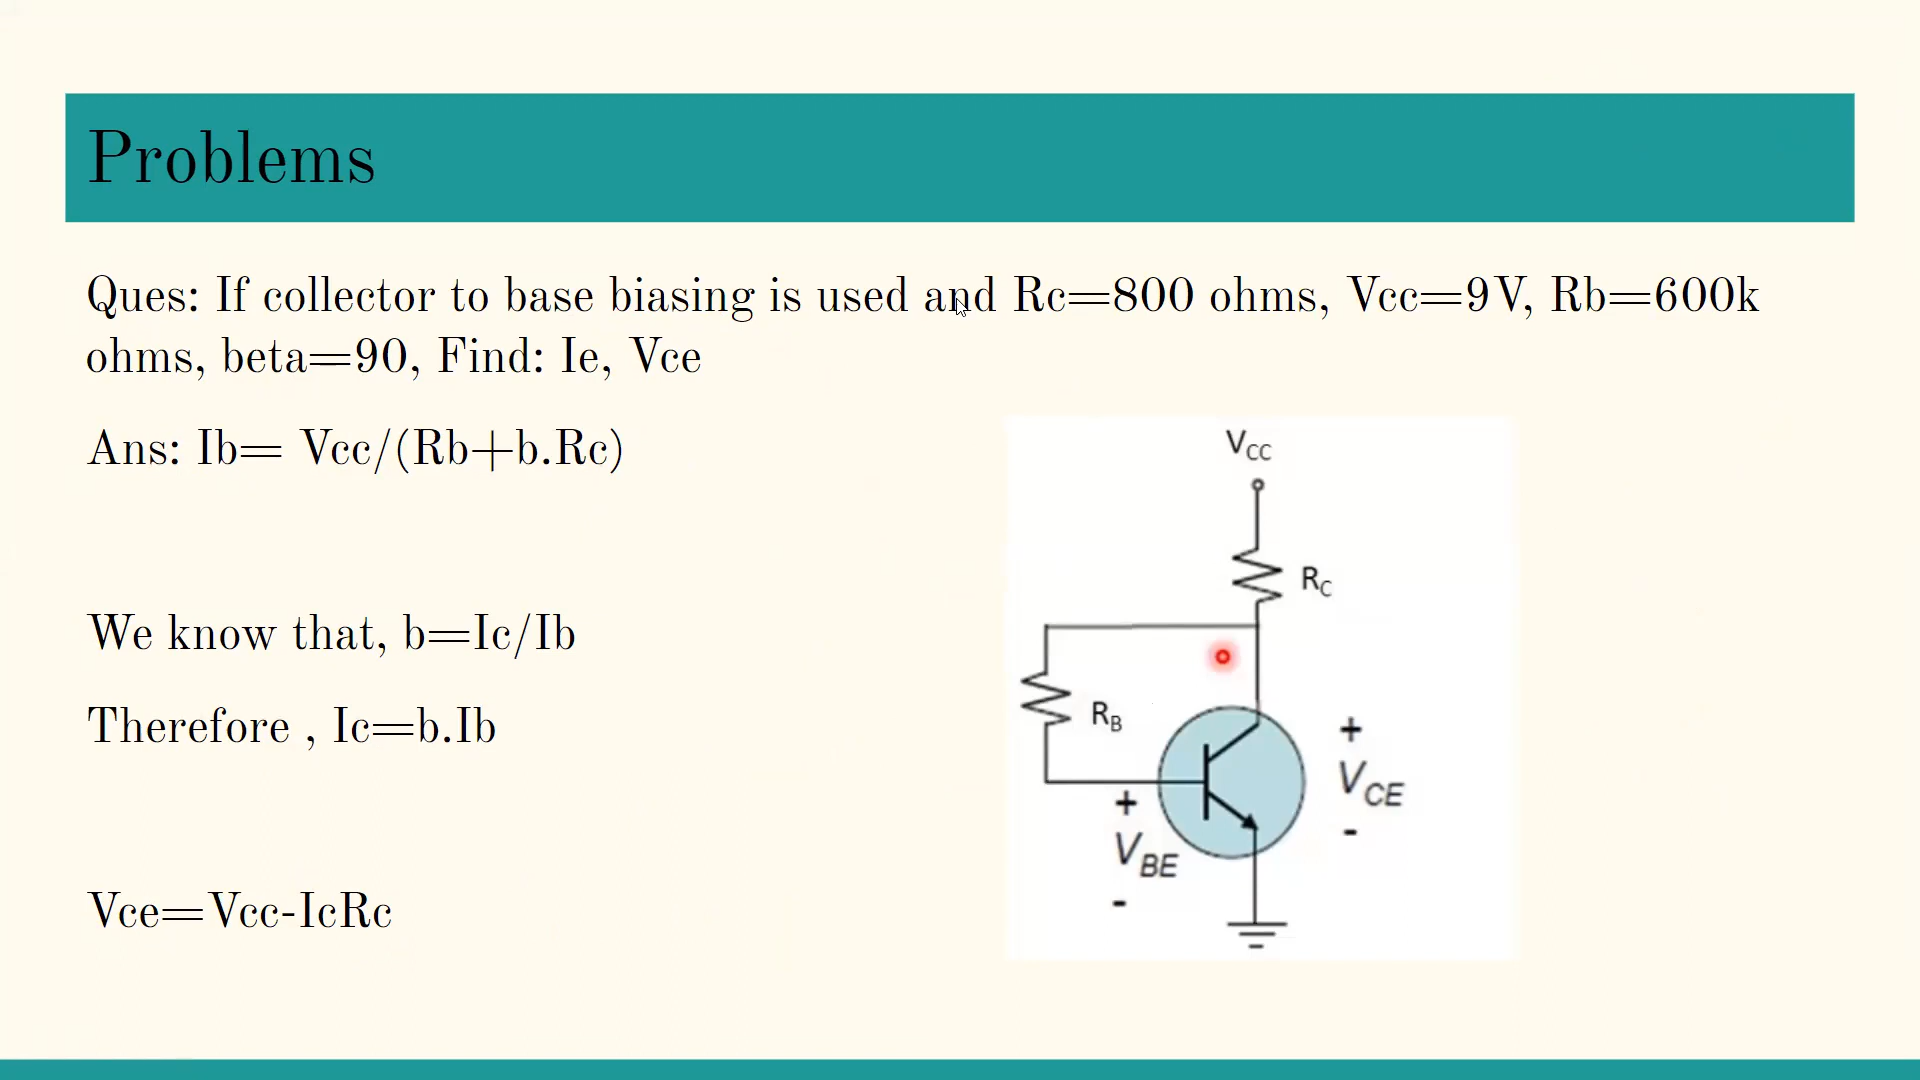 Problems
Ques: If collector to base biasing is used and Rc=800 ohms, Vcc=9V, Rb=600k
ohms, beta=90, Find: Ie, Vce
Ans: Ib= Vcc/(Rb+b.Rc)
We know that, b=Ic/Ib
Therefore , Ic=b.Ib
Vce=Vcc-IcRc
VCC
RC
RB
+
VCE
-
+
VBE
-